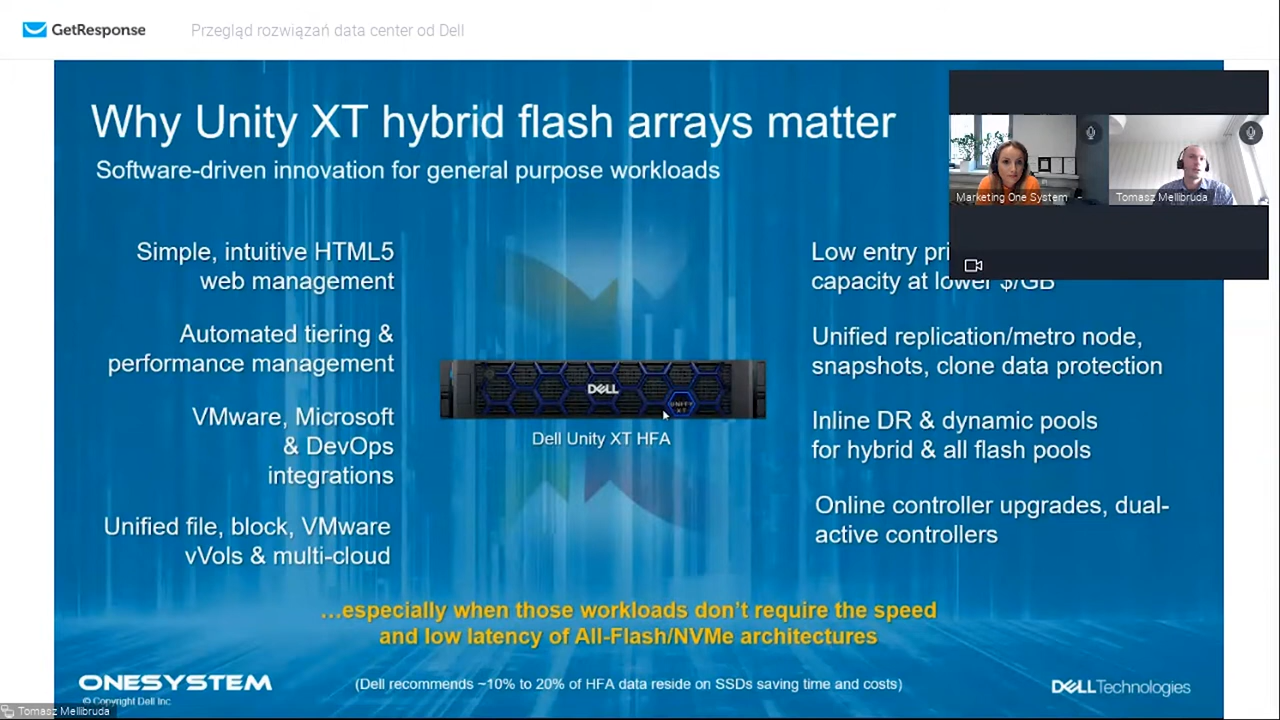 GetResponse
Przegląd rozwiązań data center od Dell
Why Unity XT hybrid flash arrays matter
Software-driven innovation for general purpose workloads
Marketing One System
Tomasz Mellibruda
Simple, intuitive HTML5
web management
Automated tiering &
performance management
VMware, Microsoft
& DevOps
integrations
Unified file, block, VMware
vVols & multi-cloud
DELL
UNITY
XT
Dell Unity XT HFA
Low entry
capacity at lower $/GB
Unified replication/metro node,
snapshots, clone data protection
Inline DR & dynamic pools
for hybrid & all flash pools
Online controller upgrades, dual-
active controllers
…especially when those workloads don't require the speed
and low latency of All-Flash/NVMe architectures
ONESYSTEM
© Copyright Dell Inc
(Dell recommends ~10% to 20% of HFA data reside on SSDs saving time and costs)
DELLTechnologies
Tomasz Mellibruda